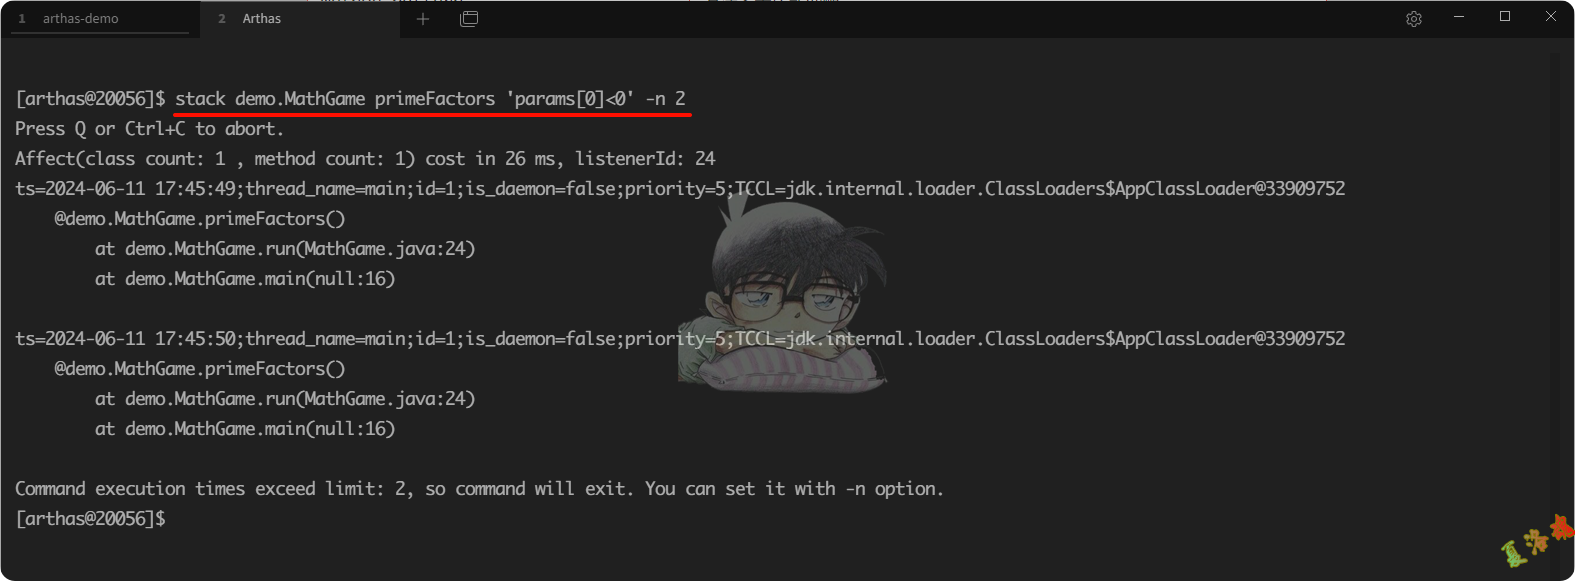 1 arthas-demo
2 Arthas
[arthas@20056]$ stack demo.MathGame primeFactors 'params[0]<0' -n 2
Press Q or Ctrl+C to abort.
Affect(class count: 1 , method count: 1) cost in 26 ms, listenerId: 24
ts=2024-06-11 17:45:49;thread_name=main;id=1;is_daemon=false;priority=5;TCCL=jdk.internal.loader.ClassLoaders$AppClassLoader@33909752
    @demo.MathGame.primeFactors()
        at demo.MathGame.run(MathGame.java:24)
        at demo.MathGame.main(null:16)
ts=2024-06-11 17:45:50;thread_name=main;id=1;is_daemon=false;priority=5;TCCL=jdk.internal.loader.ClassLoaders$AppClassLoader@33909752
    @demo.MathGame.primeFactors()
        at demo.MathGame.run(MathGame.java:24)
        at demo.MathGame.main(null:16)
Command execution times exceed limit: 2, so command will exit. You can set it with -n option.
[arthas@20056]$